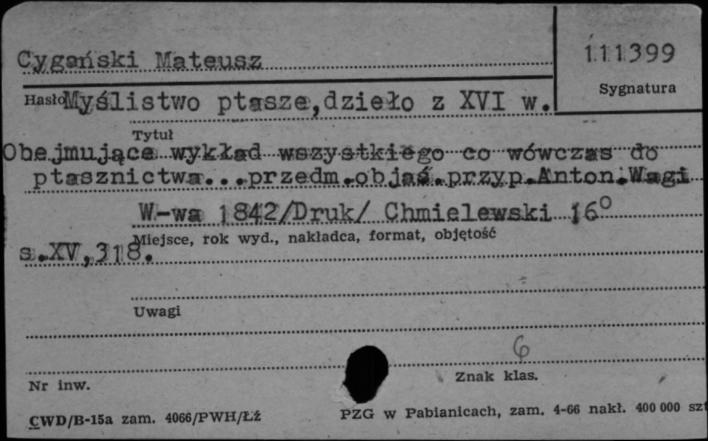 Cygański Mateusz
111399
Sygnatura
Hasło Myślistwo ptasze, dzieło z XVI w.
Tytuł
Obejmujące wykład wszystkiego co wówczas do
ptasznictwa...przedm.objaś.przyp.Anton.Wagi
W.-wa 1842/Druk/ Chmielewski 16°
Miejsce, rok wyd., nakładca, format, objętość
s.XV,318.
Uwagi
6
Nr inw.
Znak klas.
CWD/B-15a zam. 4066/PWH/Łź
PZG w Pabianicach, zam. 4-66 nakł. 400 000 szt